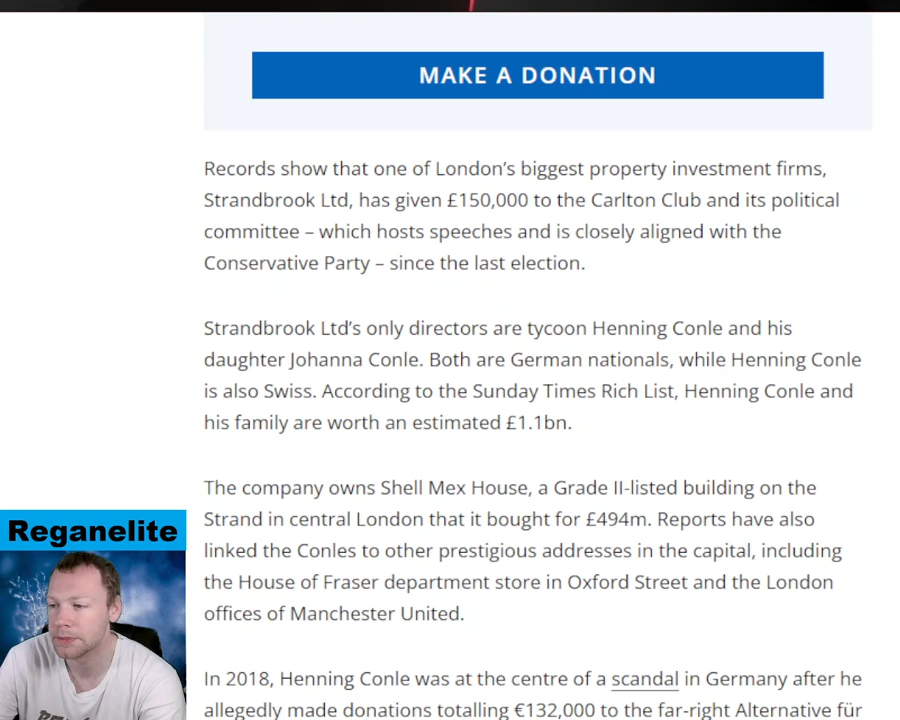 MAKE A DONATION
Records show that one of London's biggest property investment firms,
Strandbrook Ltd, has given £150,000 to the Carlton Club and its political
committee – which hosts speeches and is closely aligned with the
Conservative Party – since the last election.
Strandbrook Ltd's only directors are tycoon Henning Conle and his
daughter Johanna Conle. Both are German nationals, while Henning Conle
is also Swiss. According to the Sunday Times Rich List, Henning Conle and
his family are worth an estimated £1.1bn.
The company owns Shell Mex House, a Grade II-listed building on the
Strand in central London that it bought for £494m. Reports have also
linked the Conles to other prestigious addresses in the capital, including
the House of Fraser department store in Oxford Street and the London
offices of Manchester United.
In 2018, Henning Conle was at the centre of a scandal in Germany after he
allegedly made donations totalling €132,000 to the far-right Alternative für
Reganelite